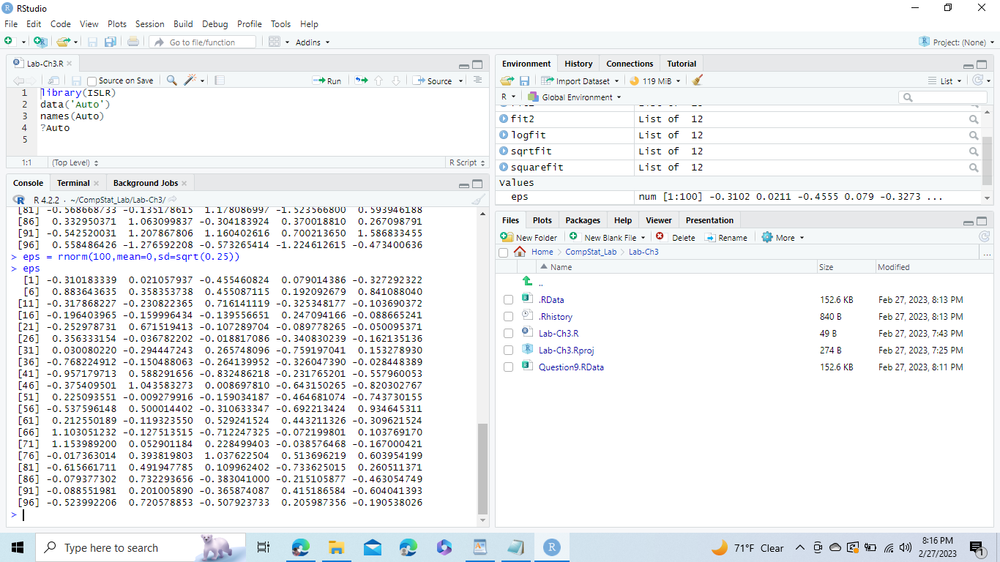 RStudio
File Edit Code View Plots Session Build Debug Profile Tools Help
Go to file/function Addins Project: (None)
Lab-Ch3.R
Source on Save Run Source
1 library(ISLR)
2 data('Auto')
3 names(Auto)
4 ?Auto
5
1:1 (Top Level) R Script
Console Terminal Background Jobs
R 4.2.2 · ~/CompStat_Lab/Lab-Ch3/
[81] -0.568668733 -0.135178615 1.178086997 -1.523566800 0.593946188
[86] 0.332950371 1.063099837 -0.304183924 0.370018810 0.267098791
[91] -0.542520031 1.207867806 1.160402616 0.700213650 1.586833455
[96] 0.558486426 -1.276592208 -0.573265414 -1.224612615 -0.473400636
> eps = rnorm(100,mean=0,sd=sqrt(0.25))
> eps
[1] -0.310183339 0.021057937 -0.455460824 0.079014386 -0.327292322
[6] 0.883643635 0.358353738 0.455087115 0.192092679 0.841088040
[11] -0.317868227 -0.230822365 0.716141119 -0.325348177 -0.103690372
[16] -0.196403965 -0.159996434 -0.139556651 0.247094166 -0.088665241
[21] -0.252978731 0.671519413 -0.107289704 -0.089778265 -0.050095371
[26] 0.356333154 -0.036782202 -0.018817086 -0.340830239 -0.162135136
[31] 0.030080220 -0.294447243 0.265748096 -0.759197041 0.153278930
[36] -0.768224912 -0.150488063 -0.264139952 -0.326047390 -0.028448389
[41] -0.957179713 0.588291656 -0.832486218 -0.231765201 -0.557960053
[46] -0.375409501 1.043583273 0.008697810 -0.643150265 -0.820302767
[51] 0.225093551 -0.009279916 -0.159034187 -0.464681074 -0.743730155
[56] -0.537596148 0.500014402 -0.310633347 -0.692213424 0.934645311
[61] 0.212550189 -0.119323550 0.529241524 0.443211326 -0.309621524
[66] 1.103051232 -0.127513515 -0.712247325 -0.072199801 0.103769170
[71] 1.153989200 0.052901184 0.228499403 -0.038576468 -0.167000421
[76] -0.017363014 0.393819803 1.037622504 0.513696219 0.603954199
[81] -0.615661711 0.491947785 0.109962402 -0.733625015 0.260511371
[86] -0.079377302 0.732293656 -0.383041000 -0.215105877 -0.463054749
[91] -0.088551981 0.201005890 -0.365874087 0.415186584 -0.604041393
[96] -0.523992206 0.720578853 -0.507923733 0.205987356 -0.190538026
>
Environment History Connections Tutorial
Import Dataset 119 MiB List
R Global Environment
fit2 List of 12
logfit List of 12
sqrtfit List of 12
squarefit List of 12
Values
eps num [1:100] -0.3102 0.0211 -0.4555 0.079 -0.3273 ...
Files Plots Packages Help Viewer Presentation
New Folder New Blank File Delete Rename More
Home CompStat_Lab Lab-Ch3 ...
Name Size Modified
..
.RData 152.6 KB Feb 27, 2023, 8:13 PM
.Rhistory 840 B Feb 27, 2023, 8:13 PM
Lab-Ch3.R 49 B Feb 27, 2023, 7:43 PM
Lab-Ch3.Rproj 274 B Feb 27, 2023, 7:25 PM
Question9.RData 152.6 KB Feb 27, 2023, 8:11 PM
Type here to search
71°F Clear
8:16 PM
2/27/2023
1